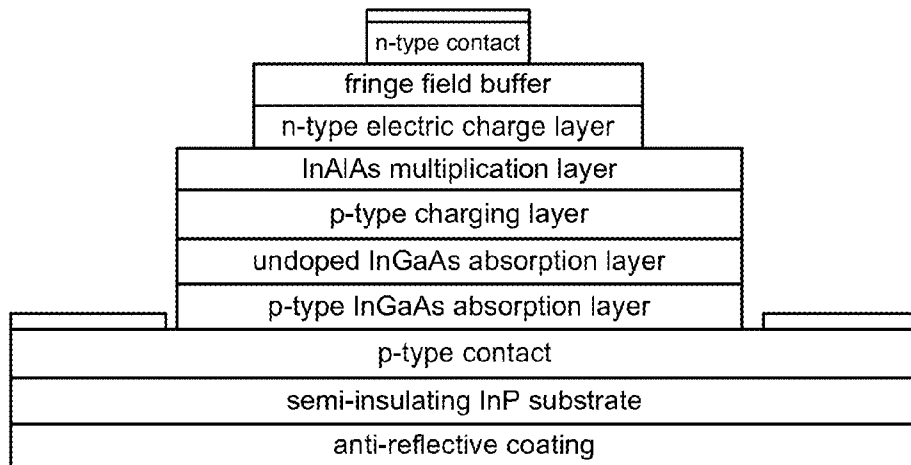 n-type contact
fringe field buffer
n-type electric charge layer
InAlAs multiplication layer
p-type charging layer
undoped InGaAs absorption layer
p-type InGaAs absorption layer
p-type contact
semi-insulating InP substrate
anti-reflective coating